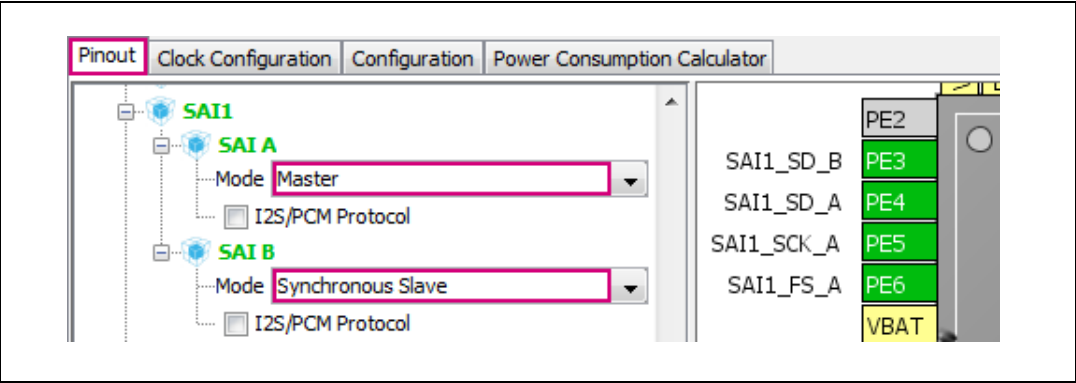 Pinout Clock Configuration Configuration Power Consumption Calculator
SAI1
SAI A
Mode Master
I2S/PCM Protocol
SAI B
Mode Synchronous Slave
I2S/PCM Protocol
PE2
SAI1_SD_B PE3
SAI1_SD_A PE4
SAI1_SCK_A PE5
SAI1_FS_A PE6
VBAT